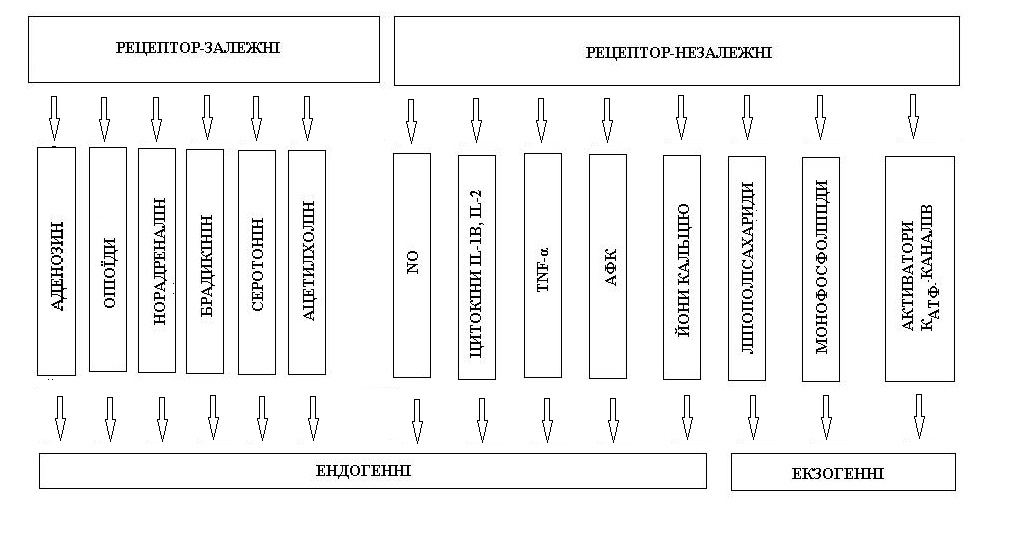 РЕЦЕПТОР-ЗАЛЕЖНІ
РЕЦЕПТОР-НЕЗАЛЕЖНІ
АДЕНОЗИН
ОПІОЇДИ
НОРАДРЕНАЛІН
БРАДИКІНІН
СЕРОТОНІН
АЦЕТИЛХОЛІН
NO
ЦИТОКІНИ IL-1B, IL-2
TNF-α
АФК
ЙОНИ КАЛЬЦІЮ
ЛІПОПОЛІСАХАРИДИ
МОНОФОСФОЛІПІДИ
АКТИВАТОРИ
КАТФ-КАНАЛІВ
ЕНДОГЕННІ
ЕКЗОГЕННІ